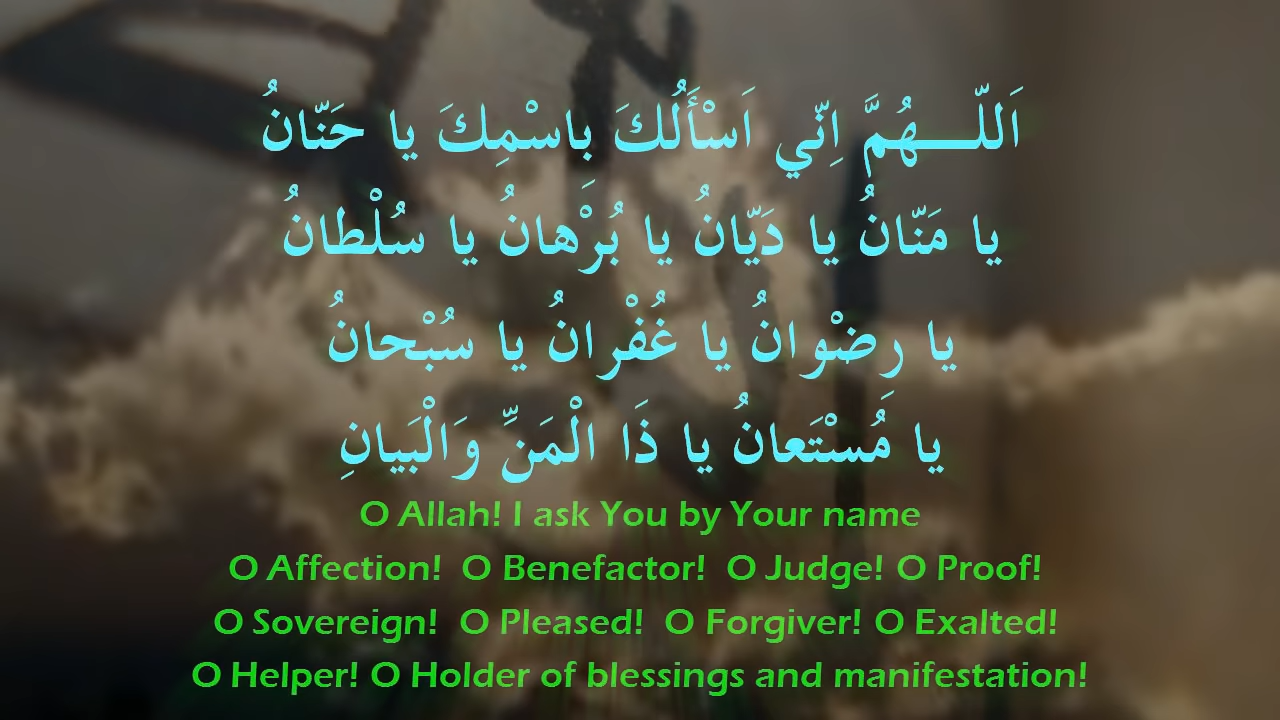 اَللّـــهُمَّ اِنّي اَسْأَلُكَ بِاسْمِكَ يا حَنّانُ
يا مَنّانُ يا دَيّانُ يا بُرَْهانُ يا سُلْطانُ
يا رِضْوانُ يا غُفْرانُ يا سُبْحانُ
يا مَُسْتَعانُ يا ذَا الْمَنِّ وَالْبَيانِ
O Allah! I ask You by Your name
O Affection! O Benefactor! O Judge! O Proof!
O Sovereign! O Pleased! O Forgiver! O Exalted!
O Helper! O Holder of blessings and manifestation!